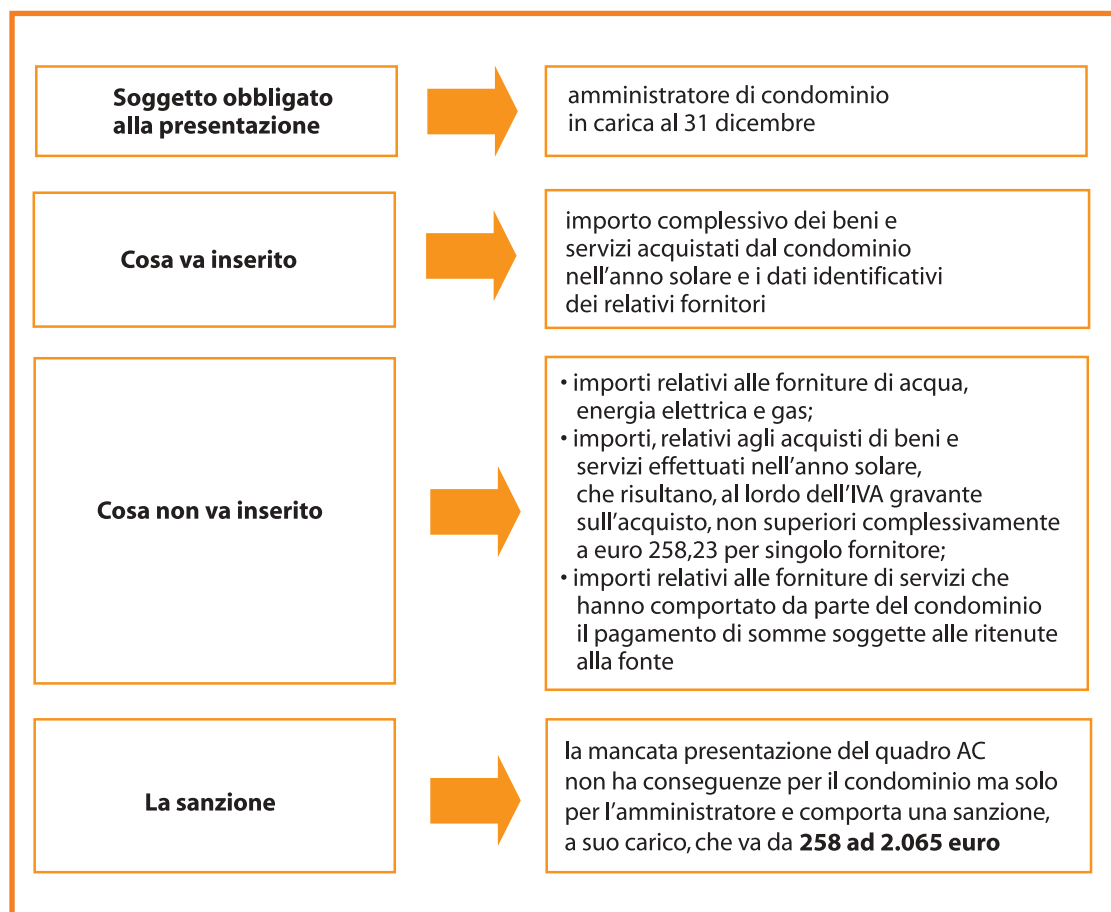 Soggetto obbligato
alla presentazione
amministratore di condominio
in carica al 31 dicembre
Cosa va inserito
importo complessivo dei beni e
servizi acquistati dal condominio
nell’anno solare e i dati identificativi
dei relativi fornitori
Cosa non va inserito
• importi relativi alle forniture di acqua,
energia elettrica e gas;
• importi, relativi agli acquisti di beni e
servizi effettuati nell’anno solare,
che risultano, al lordo dell’IVA gravante
sull’acquisto, non superiori complessivamente
a euro 258,23 per singolo fornitore;
• importi relativi alle forniture di servizi che
hanno comportato da parte del condominio
il pagamento di somme soggette alle ritenute
alla fonte
La sanzione
la mancata presentazione del quadro AC
non ha conseguenze per il condominio ma solo
per l’amministratore e comporta una sanzione,
a suo carico, che va da 258 ad 2.065 euro